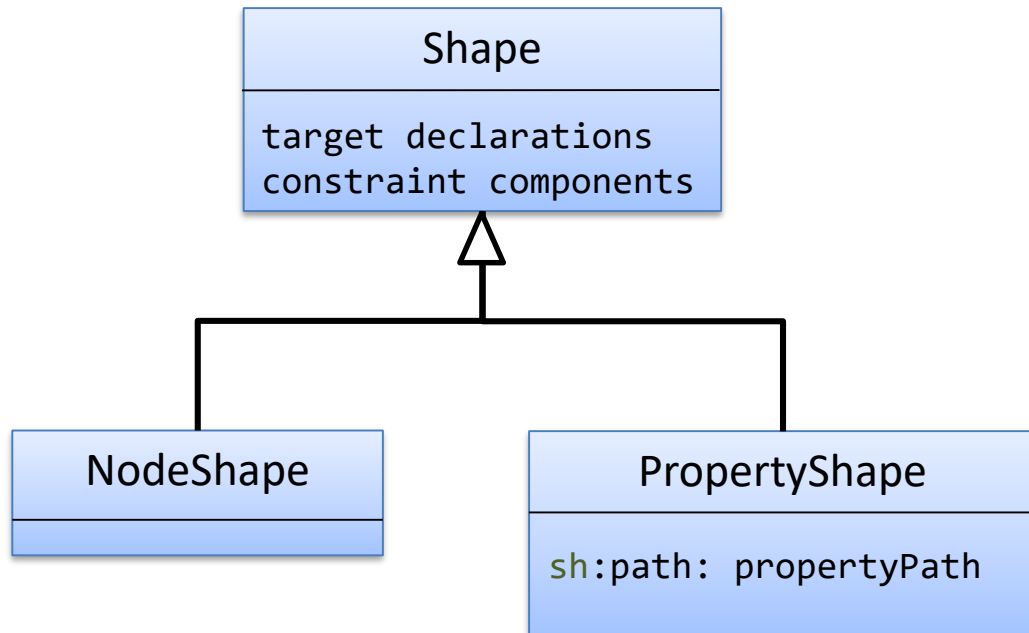 Shape
target declarations
constraint components
NodeShape
PropertyShape
sh:path: propertyPath